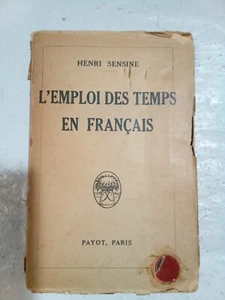 HENRI SENSINE
L'EMPLOI DES TEMPS
EN FRANÇAIS
PAYOT, PARIS